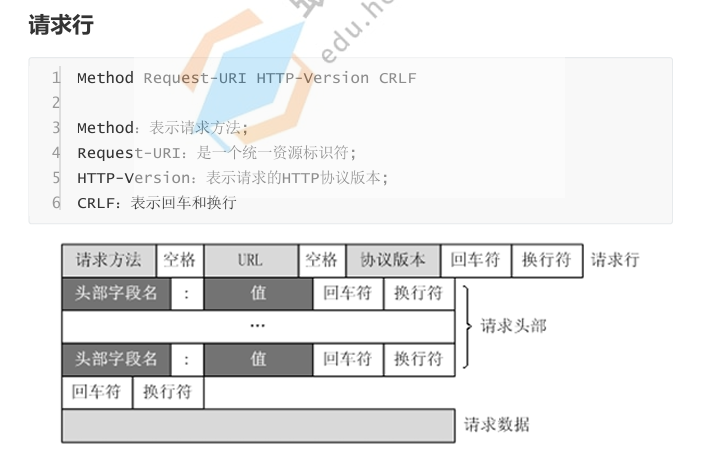 请求行
1 Method Request-URI HTTP-Version CRLF
2
3 Method：表示请求方法;
4 Request-URI：是一个统一资源标识符;
5 HTTP-Version：表示请求的HTTP协议版本;
6 CRLF：表示回车和换行
请求方法 空格 URL 空格 协议版本 回车符 换行符 请求行
头部字段名 : 值 回车符 换行符
… 请求头部
头部字段名 : 值 回车符 换行符
回车符 换行符
请求数据